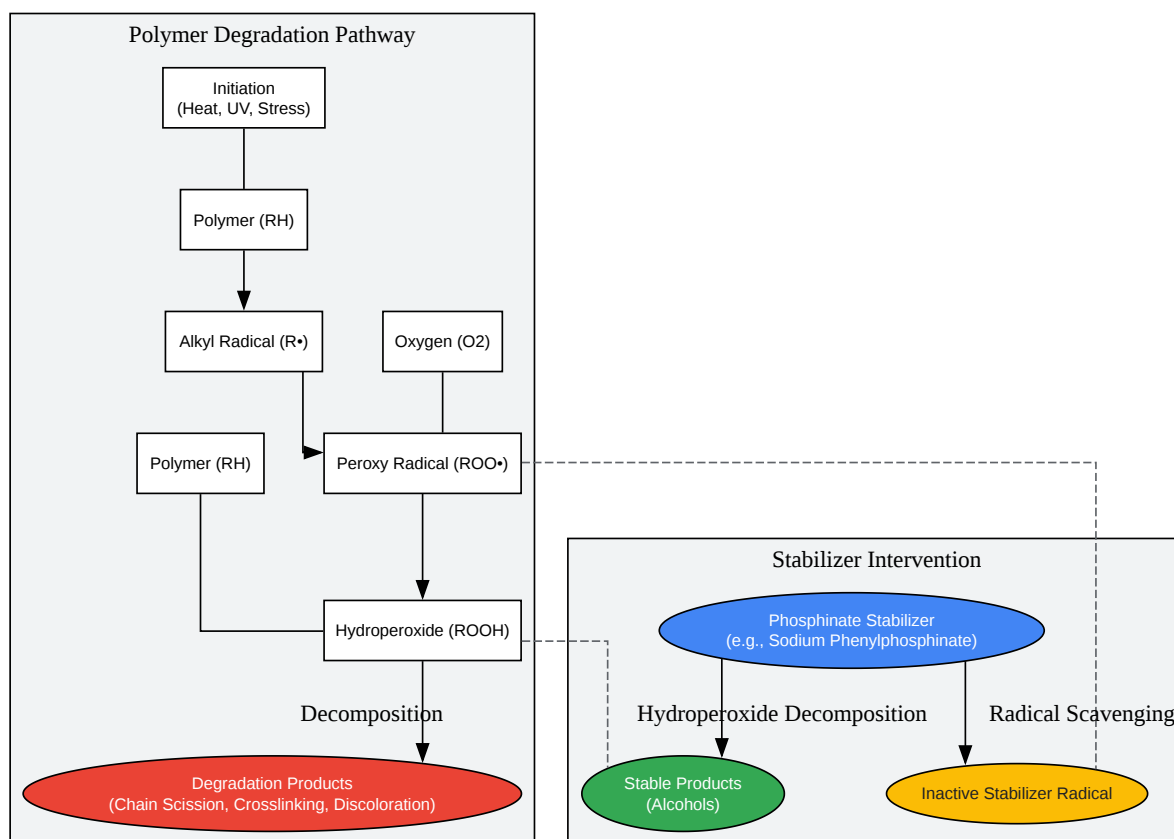 Polymer Degradation Pathway
Initiation
(Heat, UV, Stress)
Polymer (RH)
Alkyl Radical (R•)
Oxygen (O2)
Polymer (RH)
Peroxy Radical (ROO•)
Hydroperoxide (ROOH)
Decomposition
Degradation Products
(Chain Scission, Crosslinking, Discoloration)
Stabilizer Intervention
Phosphinate Stabilizer
(e.g., Sodium Phenylphosphinate)
Hydroperoxide Decomposition
Radical Scavenging
Stable Products
(Alcohols)
Inactive Stabilizer Radical